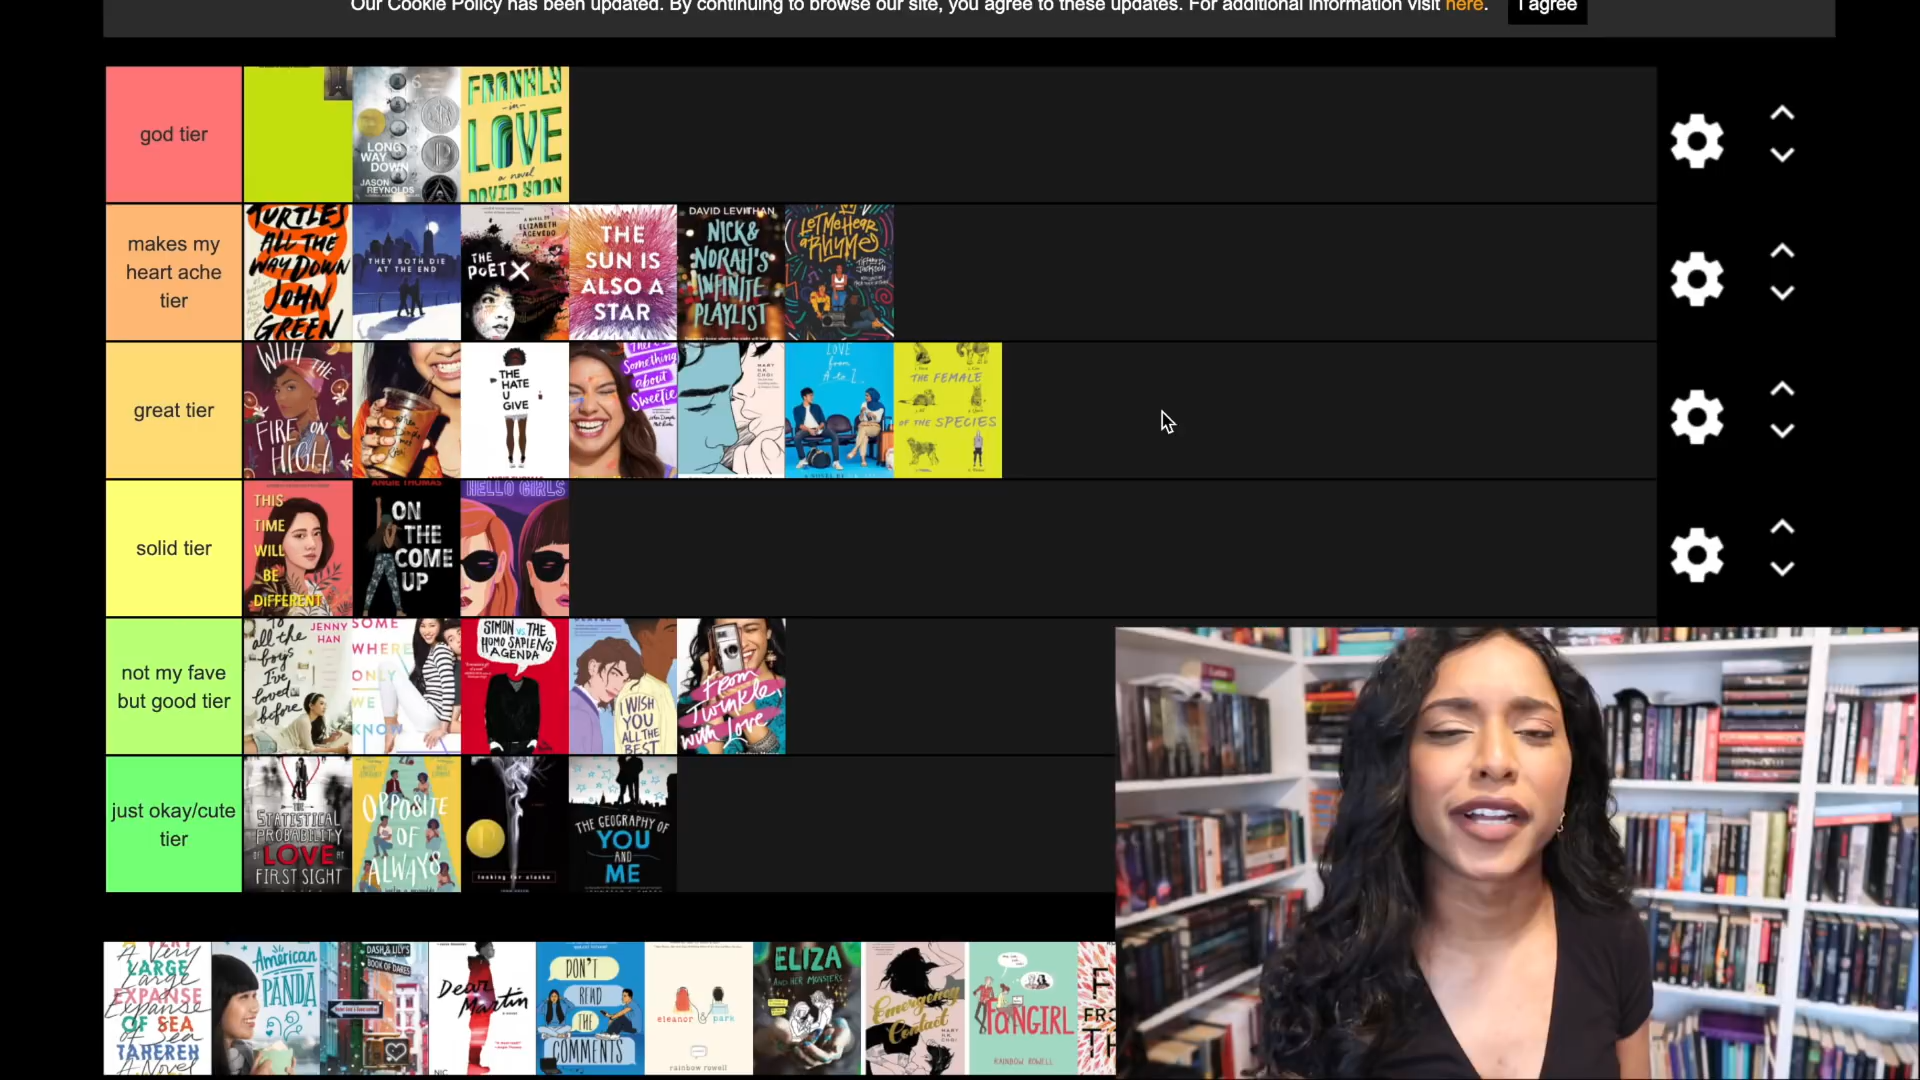 Our Cookie Policy has been updated. By continuing to browse our site, you agree to these updates. For additional information visit here.
I agree
god tier
LONG
WAY
DOWN
JASON
REYNOLDS
FRANKLY
in
LOVE
a novel
DAVID YOON
makes my
heart ache
tier
TURTLES
ALL THE
WAY DOWN
JOHN
GREEN
THEY BOTH DIE
AT THE END
ELIZABETH
ACEVEDO
THE
POET X
THE
SUN IS
ALSO A
STAR
DAVID LEVITHAN
NICK &
NORAH'S
INFINITE
PLAYLIST
LET ME HEAR
A RHYME
great tier
WITH THE
FIRE ON
HIGH
THE
HATE
U
GIVE
There's
Something
about
Sweetie
MARY
H.K.
CHOI
LOVE
from
A to Z
THE FEMALE
OF THE SPECIES
solid tier
THIS
TIME
WILL
BE
DIFFERENT
ANGIE THOMAS
ON
THE
COME
UP
HELLO GIRLS
not my fave
but good tier
To
all the
boys
I've
loved
before
JENNY
HAN
SOME
WHERE
ONLY
WE
KNOW
SIMON VS. THE
HOMO SAPIENS
AGENDA
I WISH
YOU
ALL THE
BEST
From
Twinkle,
with Love
just okay/cute
tier
THE
STATISTICAL
PROBABILITY
OF LOVE AT
FIRST SIGHT
OPPOSITE
OF
ALWAYS
looking for alaska
THE GEOGRAPHY OF
YOU
AND
ME
A VERY
LARGE
EXPANSE
OF SEA
TAHEREH
A Novel
American
PANDA
DASH & LILY'S
BOOK OF DARES
Dear
Martin
NIC
DON'T
READ
THE
COMMENTS
eleanor & park
rainbow rowell
ELIZA
AND HER MONSTERS
Emergency
Contact
MARY
H.K.
CHOI
FANGIRL
RAINBOW ROWELL